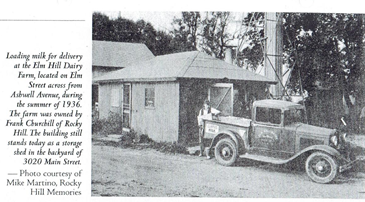 Loading milk for delivery
at the Elm Hill Dairy
Farm, located on Elm
Street across from
Ashwell Avenue, during
the summer of 1936.
The farm was owned by
Frank Churchill of Rocky
Hill. The building still
stands today as a storage
shed in the backyard of
3020 Main Street.
— Photo courtesy of
Mike Martino, Rocky
Hill Memories